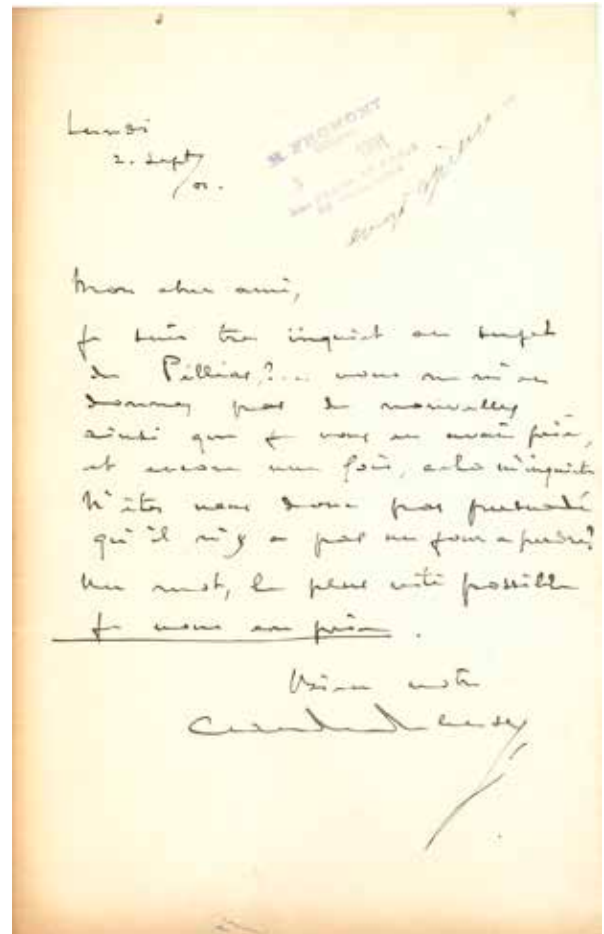 Lundi
2. Sept
/01.
E. FROMONT
Mon cher ami,
Je suis très inquiet au sujet
de Pelléas?... vous ne m'en
donnez pas de nouvelles
ainsi que je vous en avais prié,
et encore une fois, cela m'inquiète
N'êtes vous donc pas persuadé
qu'il n'y a pas un jour à perdre?
Un mot, le plus vite possible
je vous en prie.
Bien votre
Claude Debussy